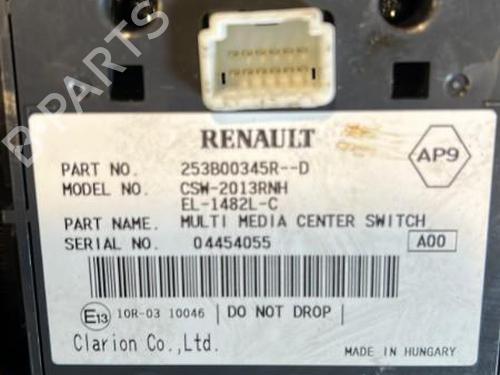 B-PARTS
RENAULT
PART NO. 253B00345R--D
MODEL NO. CSW-2013RNH
EL-1482L-C
AP9
PART NAME. MULTI MEDIA CENTER SWITCH
SERIAL NO. 04454055 A00
E13 10R-03 10046 DO NOT DROP
Clarion Co.,Ltd. MADE IN HUNGARY